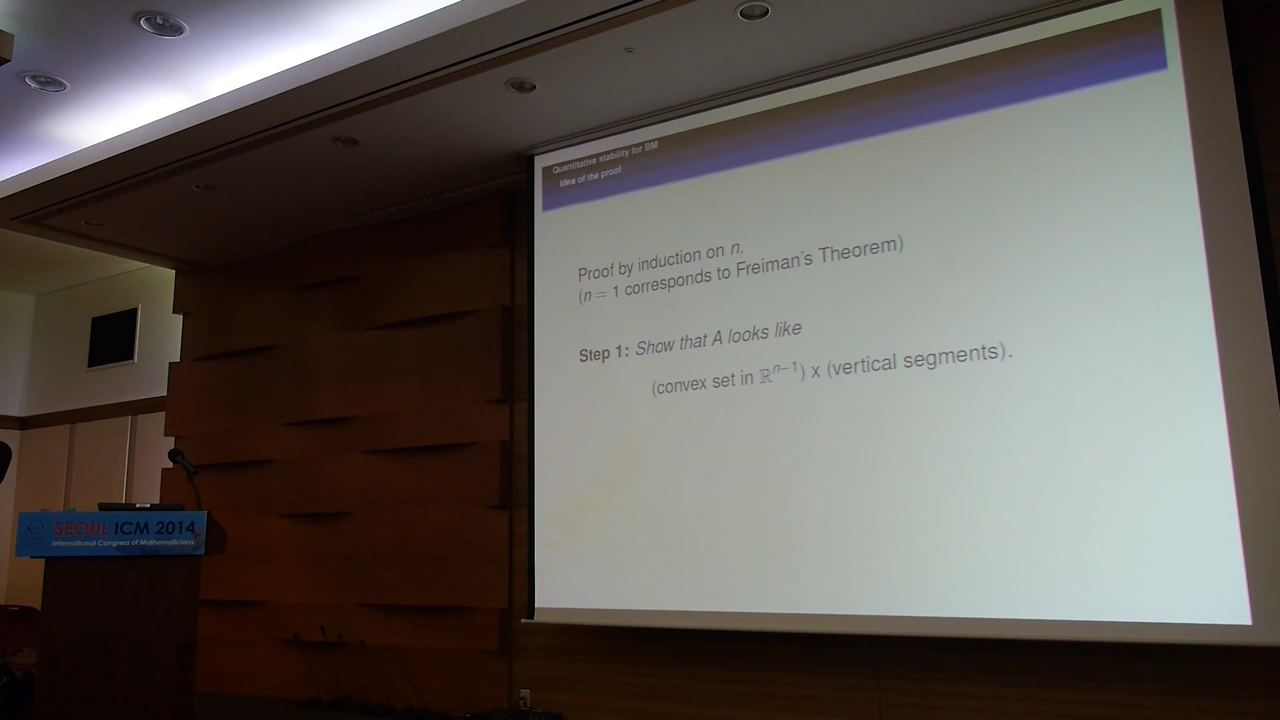 Quantitative stability for BM
Idea of the proof
Proof by induction on n.
(n = 1 corresponds to Freiman's Theorem)
Step 1: Show that A looks like
(convex set in ℝⁿ⁻¹) x (vertical segments).
SEOUL ICM 2014
International Congress of Mathematicians